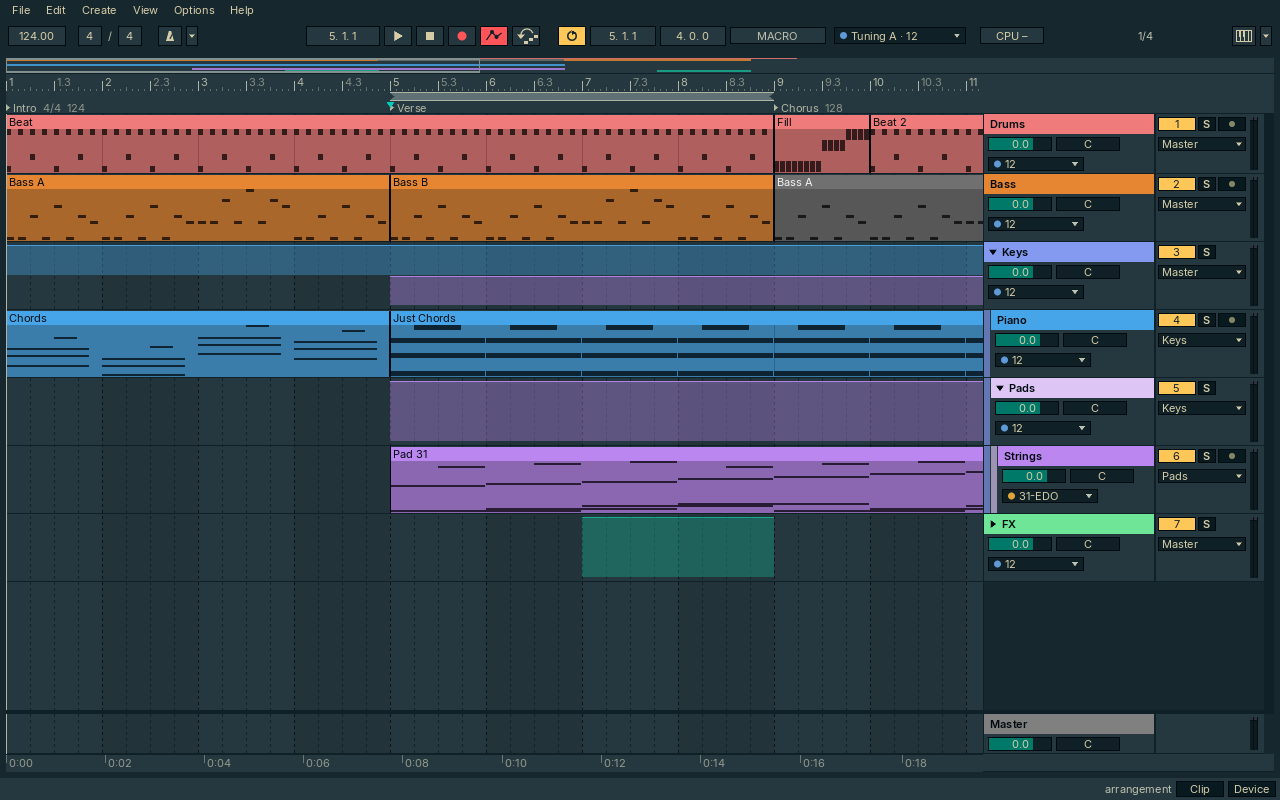 File Edit Create View Options Help
124.00 4 / 4 5. 1. 1 5. 1. 1 4. 0. 0 MACRO Tuning A · 12 CPU – 1/4
1 1.3 2 2.3 3 3.3 4 4.3 5 5.3 6 6.3 7 7.3 8 8.3 9 9.3 10 10.3 11
Intro 4/4 124 Verse Chorus 128
Beat Fill Beat 2 Drums 1 S
0.0 C Master
12
Bass A Bass B Bass A Bass 2 S
0.0 C Master
12
Keys 3 S
0.0 C Master
12
Chords Just Chords Piano 4 S
0.0 C Keys
12
Pads 5 S
0.0 C Keys
12
Pad 31 Strings 6 S
0.0 C Pads
31-EDO
FX 7 S
0.0 C Master
12
Master
0.0 C
0:00 0:02 0:04 0:06 0:08 0:10 0:12 0:14 0:16 0:18
arrangement Clip Device